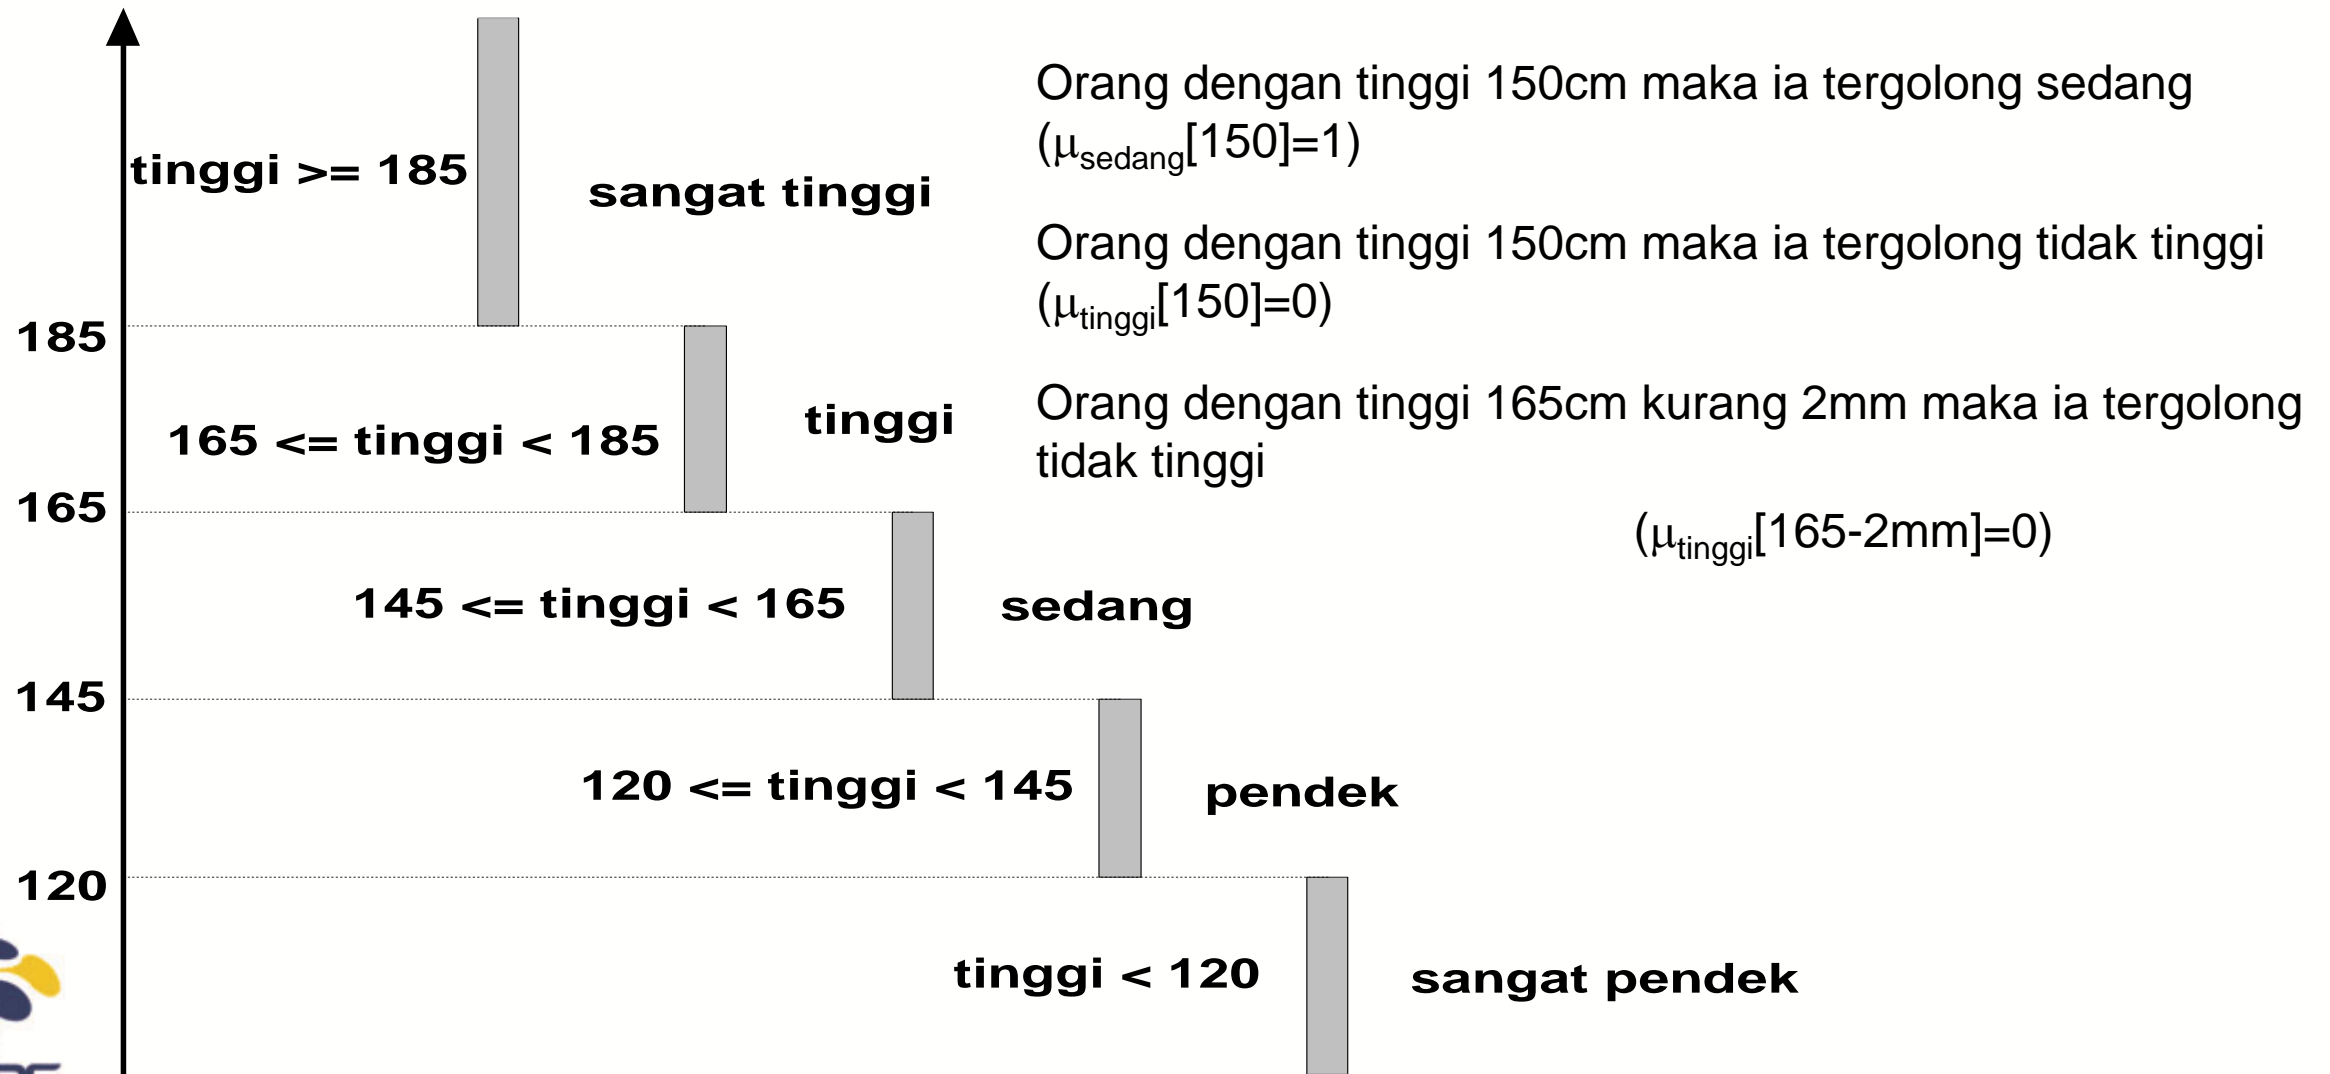 tinggi >= 185
sangat tinggi
185
165 <= tinggi < 185
tinggi
165
145 <= tinggi < 165
sedang
145
120 <= tinggi < 145
pendek
120
tinggi < 120
sangat pendek
Orang dengan tinggi 150cm maka ia tergolong sedang
(μsedang[150]=1)
Orang dengan tinggi 150cm maka ia tergolong tidak tinggi
(μtinggi[150]=0)
Orang dengan tinggi 165cm kurang 2mm maka ia tergolong
tidak tinggi
(μtinggi[165-2mm]=0)